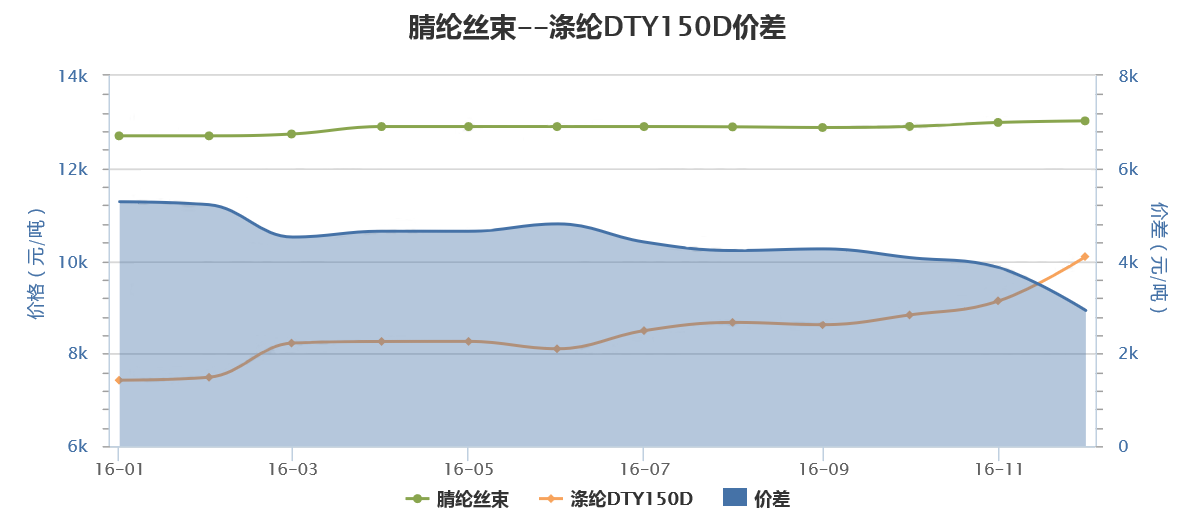 腈纶丝束--涤纶DTY150D价差
14k
12k
10k
8k
6k
价格（元/吨）
8k
6k
4k
2k
0
价差（元/吨）
16-01 16-03 16-05 16-07 16-09 16-11
腈纶丝束 涤纶DTY150D 价差